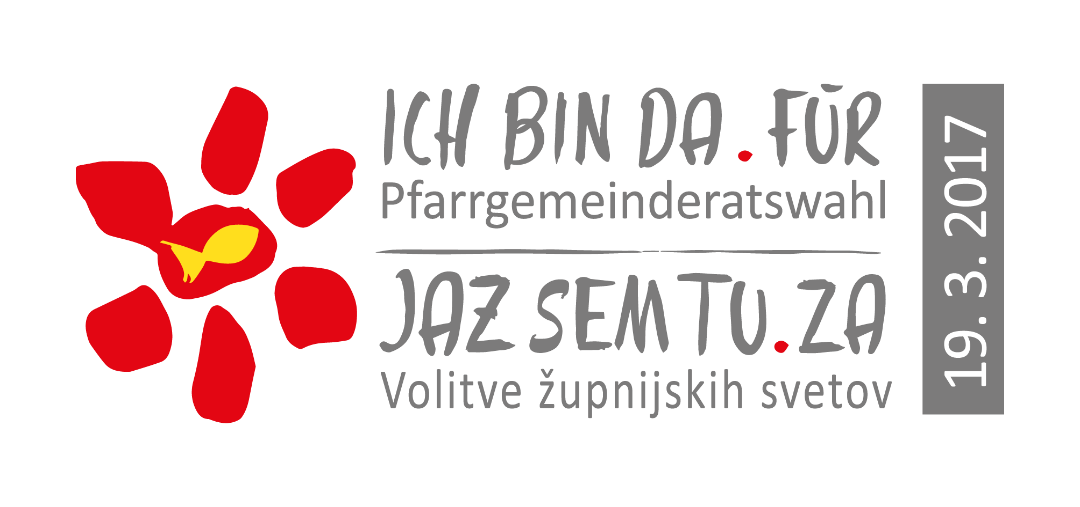 ICH BIN DA.FÜR
Pfarrgemeinderatswahl
JAZ SEM TU.ZA
Volitve župnijskih svetov
19. 3. 2017